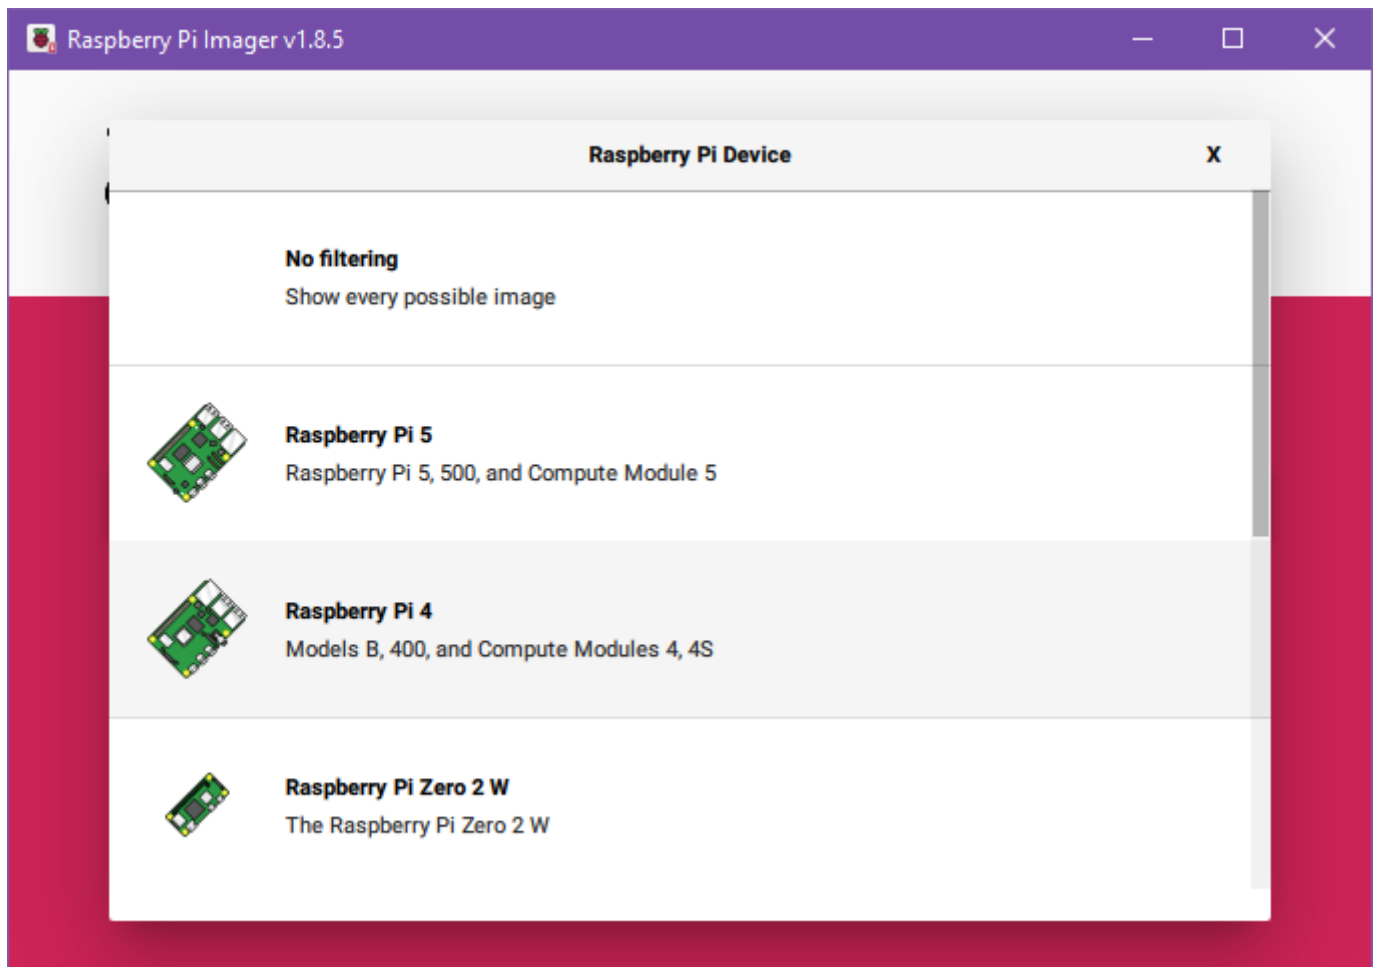 Raspberry Pi Imager v1.8.5
Raspberry Pi Device
X
No filtering
Show every possible image
Raspberry Pi 5
Raspberry Pi 5, 500, and Compute Module 5
Raspberry Pi 4
Models B, 400, and Compute Modules 4, 4S
Raspberry Pi Zero 2 W
The Raspberry Pi Zero 2 W